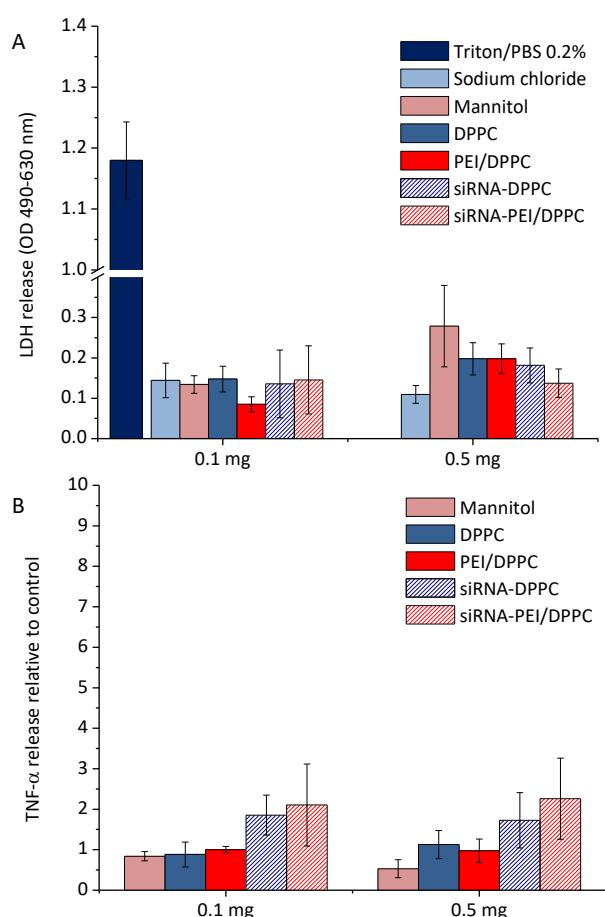 A
LDH release (OD 490-630 nm)
1.4
1.3
1.2
1.1
1.0
0.3
0.2
0.1
0.0
Triton/PBS 0.2%
Sodium chloride
Mannitol
DPPC
PEI/DPPC
siRNA-DPPC
siRNA-PEI/DPPC
0.1 mg
0.5 mg
B
TNF-α release relative to control
10
9
8
7
6
5
4
3
2
1
0
Mannitol
DPPC
PEI/DPPC
siRNA-DPPC
siRNA-PEI/DPPC
0.1 mg
0.5 mg